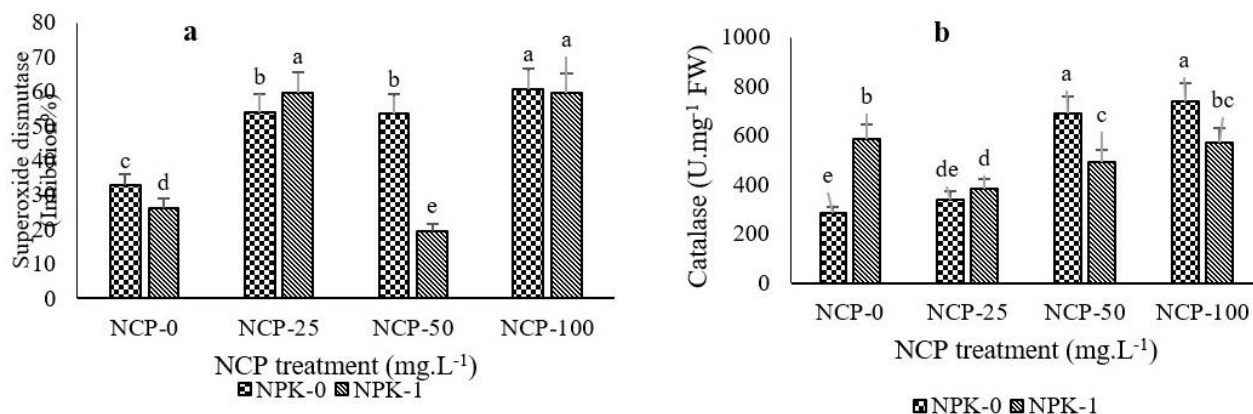 a
Superoxide dismutase
(Inhibion %)
80
70
60
50
40
30
20
10
0
c
d
b
a
b
e
a
a
NCP-0 NCP-25 NCP-50 NCP-100
NCP treatment (mg.L⁻¹)
NPK-0 NPK-1
b
Catalase (U.mg⁻¹ FW)
1000
800
600
400
200
0
e
b
de
d
a
c
a
bc
NCP-0 NCP-25 NCP-50 NCP-100
NCP treatment (mg.L⁻¹)
NPK-0 NPK-1